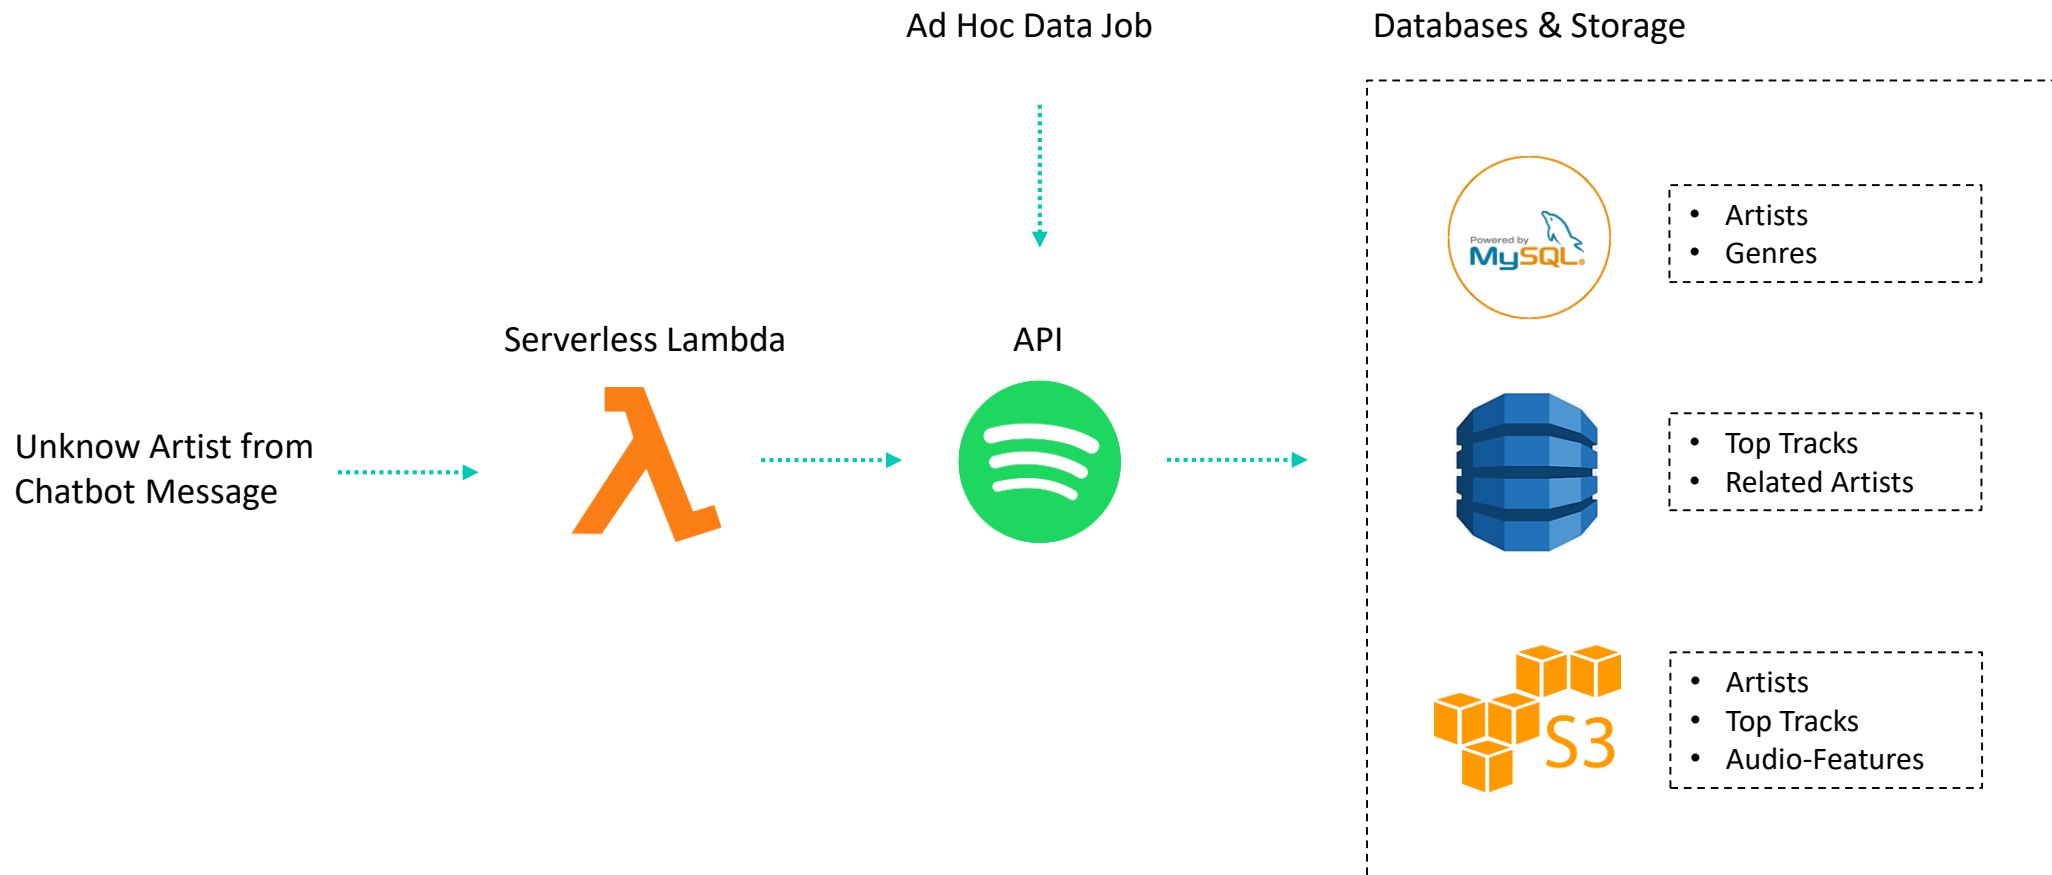 Ad Hoc Data Job
Databases & Storage
Powered by
MySQL®
• Artists
• Genres
Serverless Lambda
API
Unknow Artist from
Chatbot Message
• Top Tracks
• Related Artists
S3
• Artists
• Top Tracks
• Audio-Features